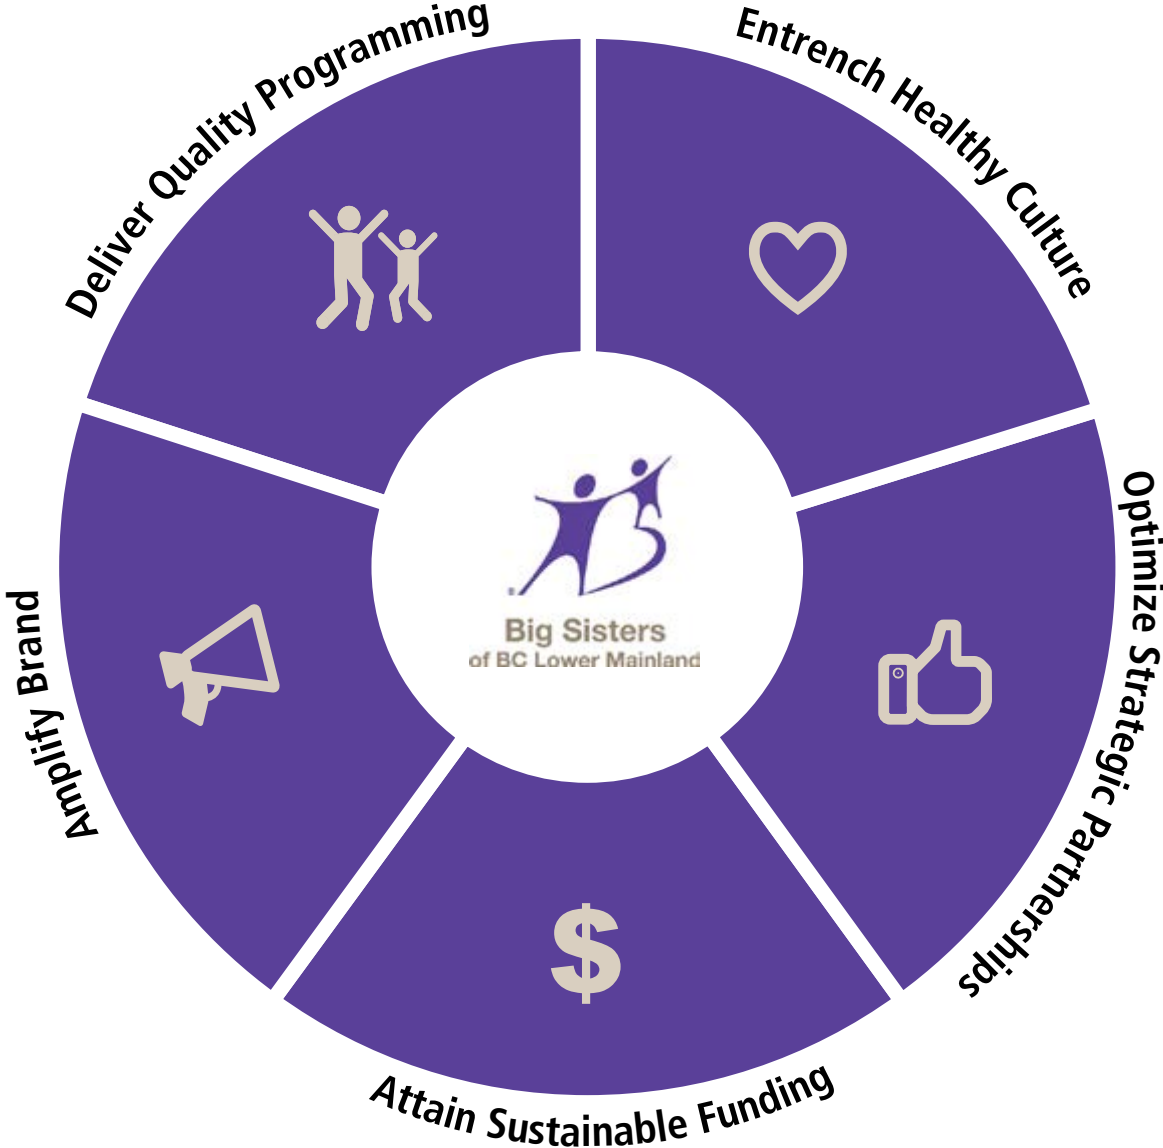 Deliver Quality Programming
Entrench Healthy Culture
Optimize Strategic Partnerships
Attain Sustainable Funding
Amplify Brand
$
Big Sisters
of BC Lower Mainland